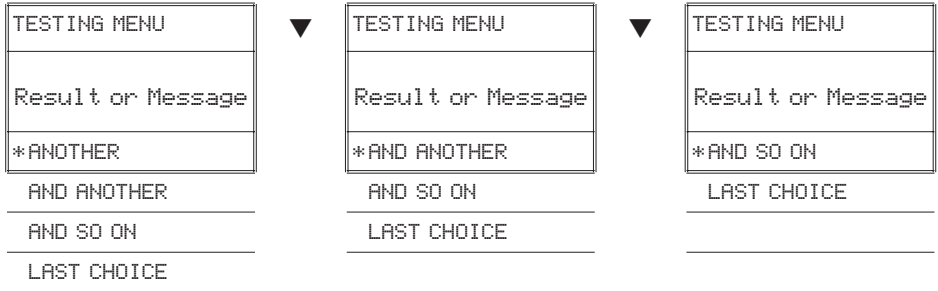 TESTING MENU
Result or Message
*ANOTHER
AND ANOTHER
AND SO ON
LAST CHOICE
TESTING MENU
Result or Message
*AND ANOTHER
AND SO ON
LAST CHOICE
TESTING MENU
Result or Message
*AND SO ON
LAST CHOICE